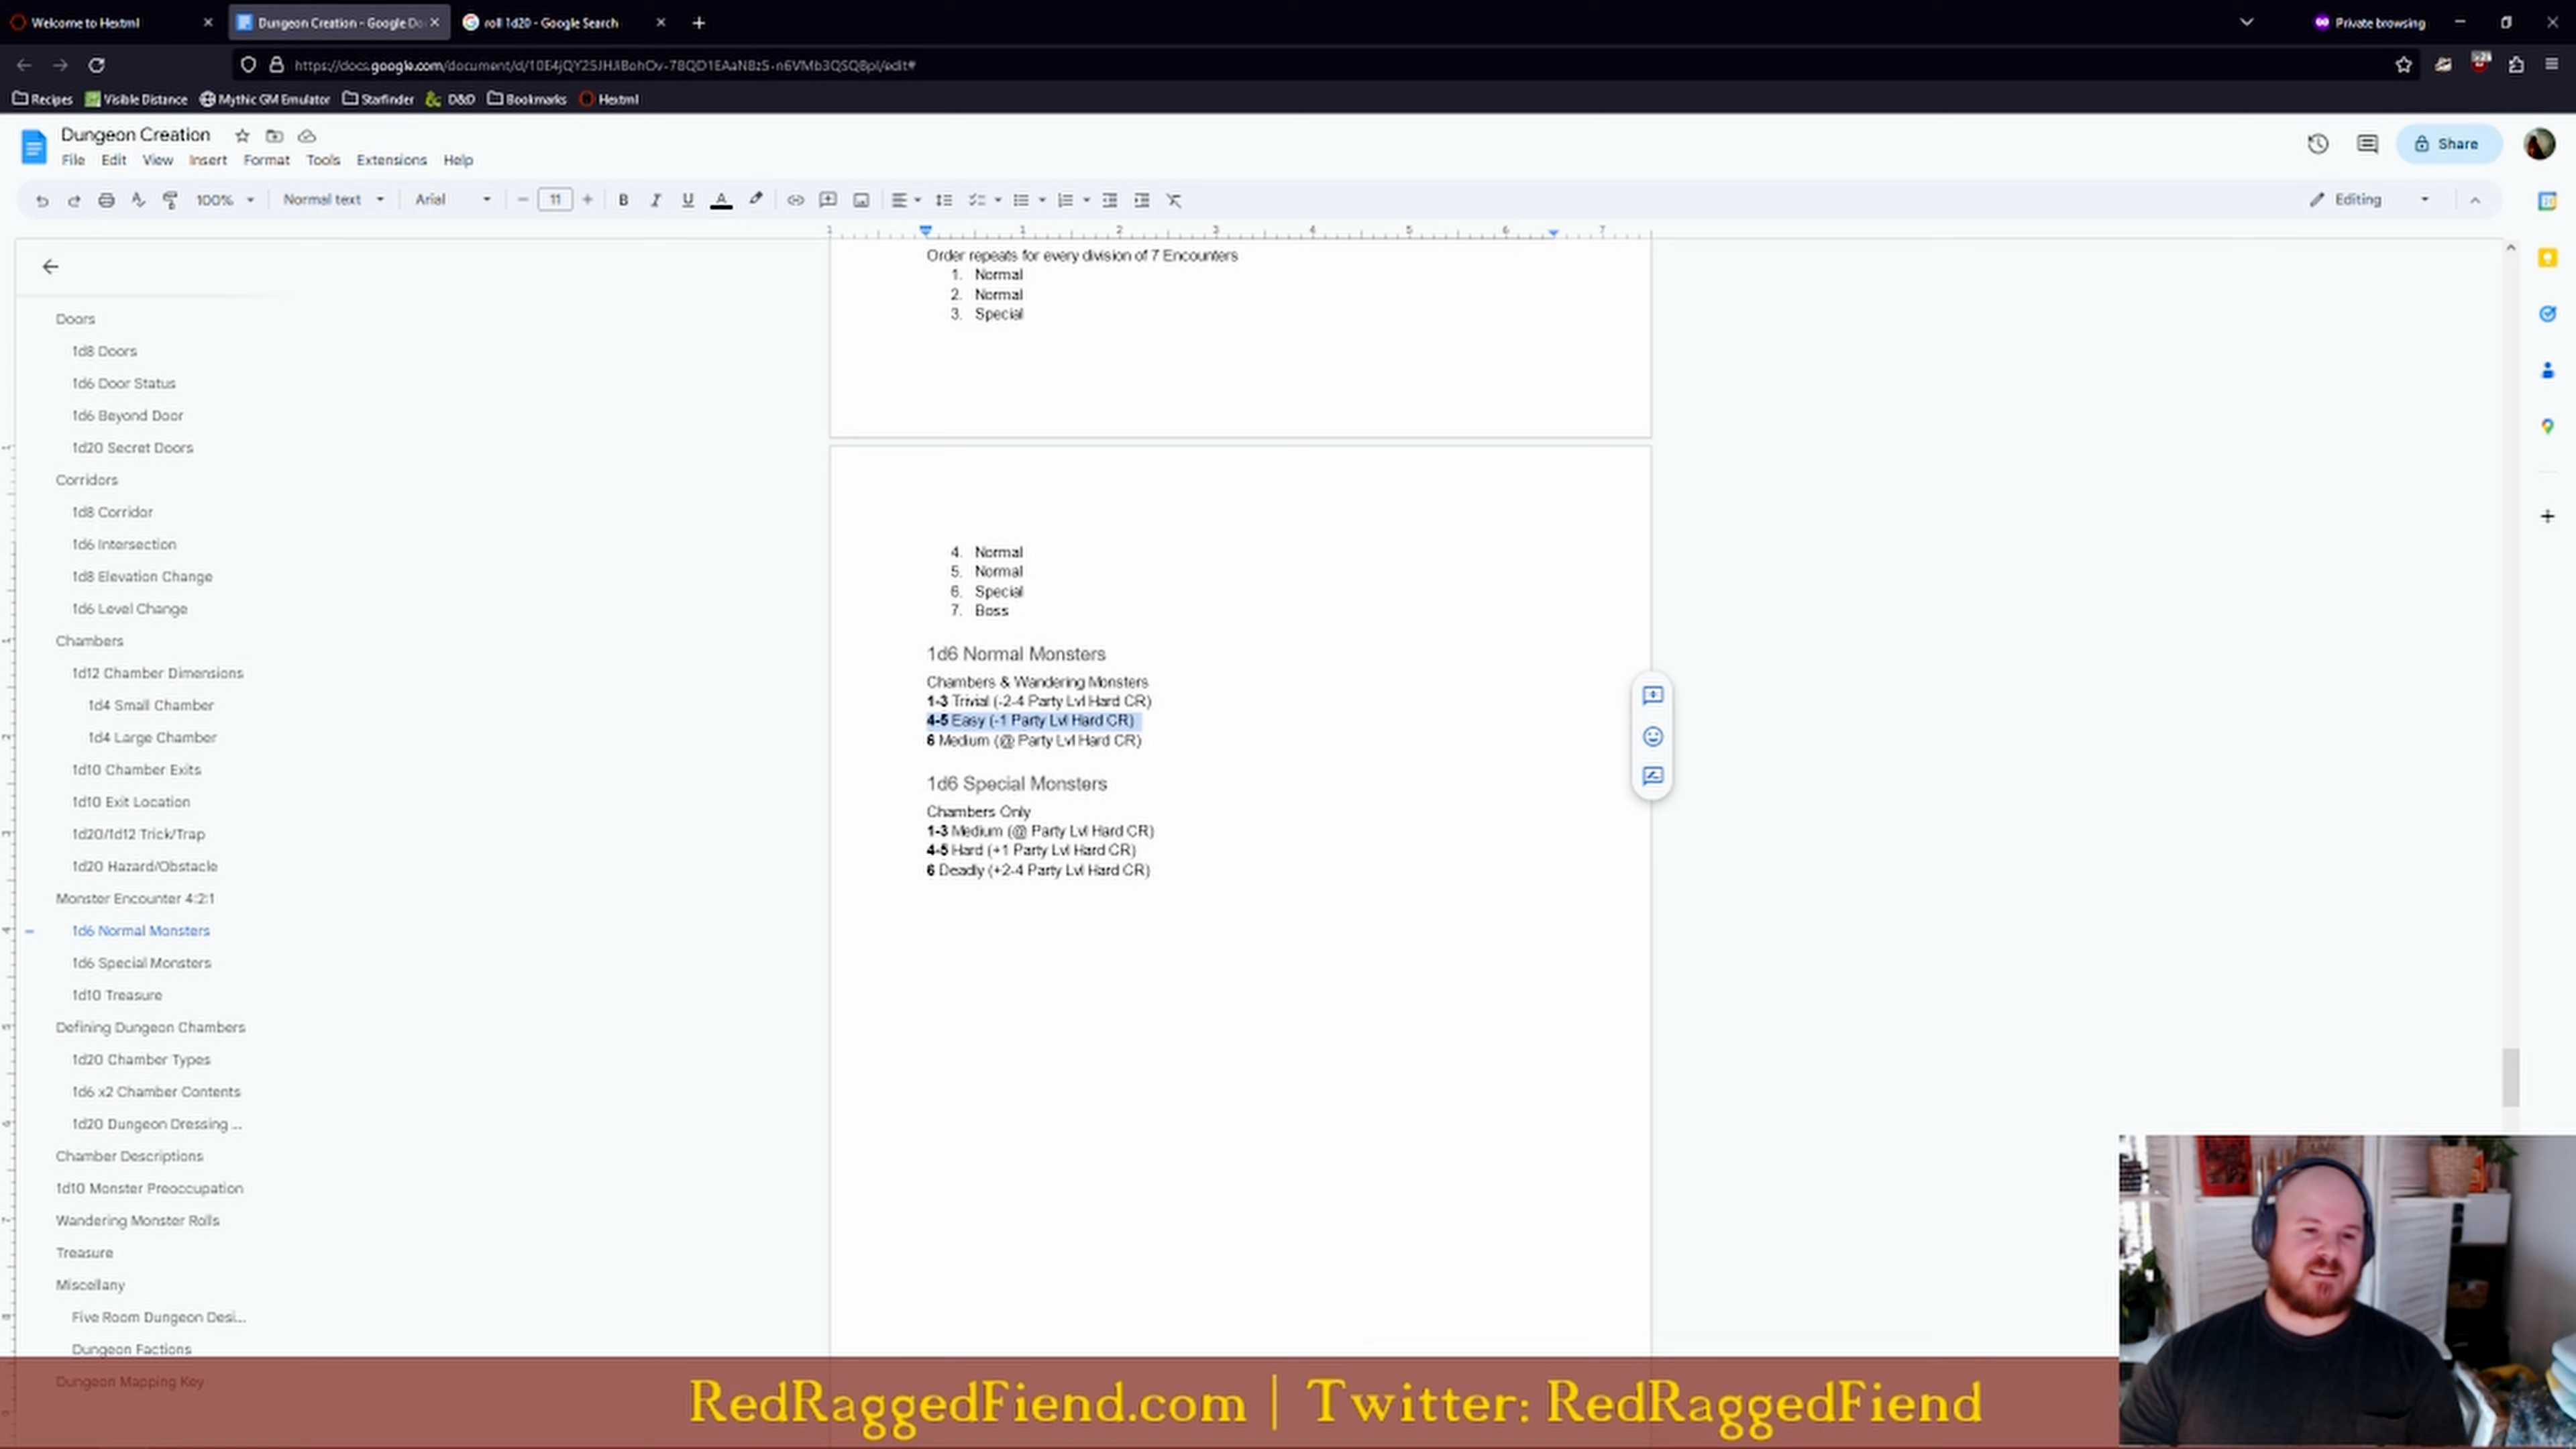 Welcome to Hextml
Dungeon Creation - Google Do
roll 1d20 - Google Search
Private browsing
https://docs.google.com/document/d/10E4jQY25JHJiBohOv-78QD1EAaN8zS-n6VMb3QSQBpI/edit#
Recipes
Visible Distance
Mythic GM Emulator
Starfinder
D&D
Bookmarks
Hextml
Dungeon Creation
File Edit View Insert Format Tools Extensions Help
Share
100%
Normal text
Arial
11
Editing
Doors
1d8 Doors
1d6 Door Status
1d6 Beyond Door
1d20 Secret Doors
Corridors
1d8 Corridor
1d6 Intersection
1d8 Elevation Change
1d6 Level Change
Chambers
1d12 Chamber Dimensions
1d4 Small Chamber
1d4 Large Chamber
1d10 Chamber Exits
1d10 Exit Location
1d20/1d12 Trick/Trap
1d20 Hazard/Obstacle
Monster Encounter 4:2:1
1d6 Normal Monsters
1d6 Special Monsters
1d10 Treasure
Defining Dungeon Chambers
1d20 Chamber Types
1d6 x2 Chamber Contents
1d20 Dungeon Dressing ...
Chamber Descriptions
1d10 Monster Preoccupation
Wandering Monster Rolls
Treasure
Miscellany
Five Room Dungeon Desi...
Dungeon Factions
Dungeon Mapping Key
Order repeats for every division of 7 Encounters
1. Normal
2. Normal
3. Special
4. Normal
5. Normal
6. Special
7. Boss
1d6 Normal Monsters
Chambers & Wandering Monsters
1-3 Trivial (-2-4 Party Lvl Hard CR)
4-5 Easy (-1 Party Lvl Hard CR)
6 Medium (@ Party Lvl Hard CR)
1d6 Special Monsters
Chambers Only
1-3 Medium (@ Party Lvl Hard CR)
4-5 Hard (+1 Party Lvl Hard CR)
6 Deadly (+2-4 Party Lvl Hard CR)
RedRaggedFiend.com | Twitter: RedRaggedFiend